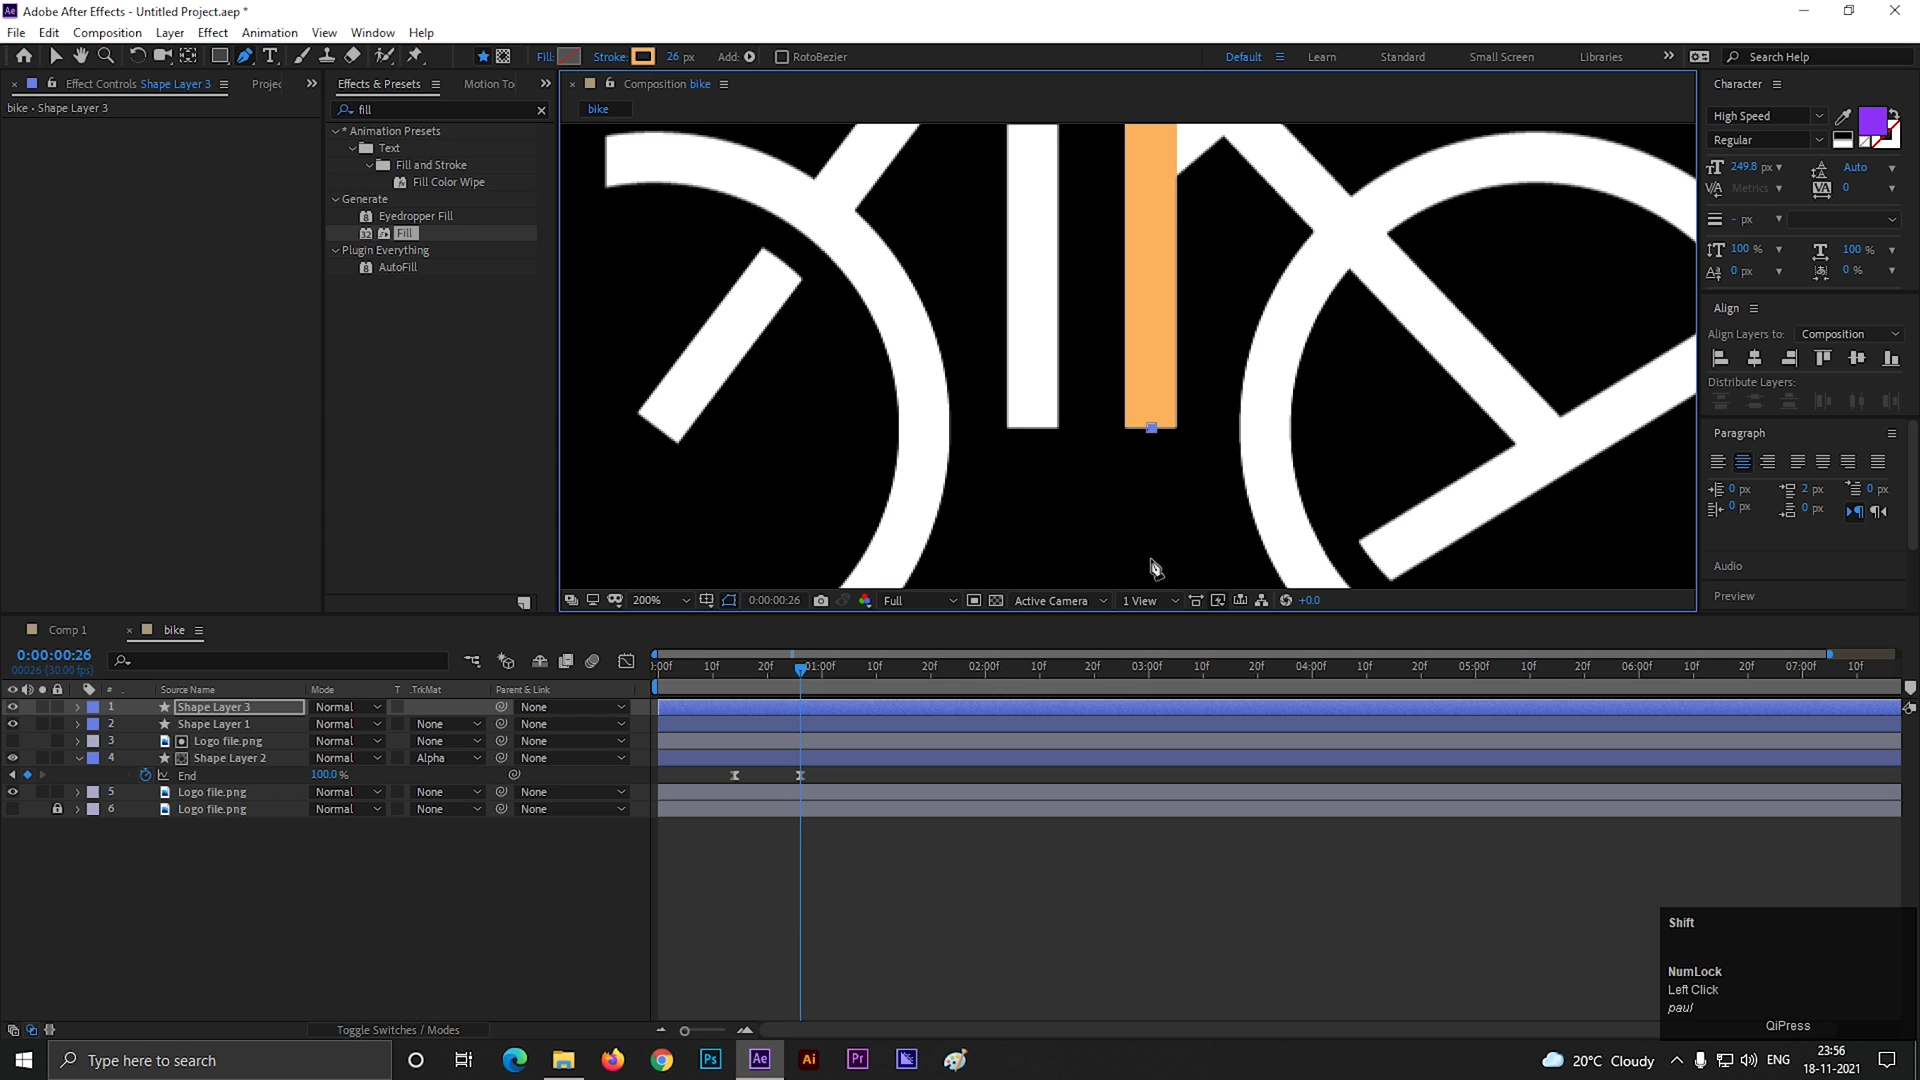 Adobe After Effects - Untitled Project.aep *
File Edit Composition Layer Effect Animation View Window Help
Fill: Stroke: 26 px Add: RotoBezier Default Learn Standard Small Screen Libraries Search Help
Effect Controls Shape Layer 3 Projec
bike • Shape Layer 3
Effects & Presets Motion To
fill
* Animation Presets
Text
Fill and Stroke
Fill Color Wipe
Generate
Eyedropper Fill
Fill
Plugin Everything
AutoFill
Composition bike
bike
200% 0:00:00:26 Full Active Camera 1 View +0.0
Character
High Speed
Regular
249.8 px Auto
Metrics 0
- px
100 % 100 %
0 px 0 %
Align
Align Layers to: Composition
Distribute Layers:
Paragraph
0 px 2 px 0 px
0 px 0 px
Audio
Preview
Comp 1 bike
0:00:00:26
00026 (30.00 fps)
:00f 10f 20f 01:00f 10f 20f 02:00f 10f 20f 03:00f 10f 20f 04:00f 10f 20f 05:00f 10f 20f 06:00f 10f 20f 07:00f 10f
# Source Name Mode T .TrkMat Parent & Link
1 Shape Layer 3 Normal None
2 Shape Layer 1 Normal None None
3 Logo file.png Normal None None
4 Shape Layer 2 Normal Alpha None
End 100.0 %
5 Logo file.png Normal None None
6 Logo file.png Normal None None
Toggle Switches / Modes
Shift
NumLock
Left Click
paul
QiPress
Type here to search
Ps Ae Ai Pr
20°C Cloudy ENG 23:56
18-11-2021